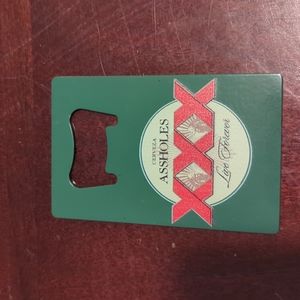 CERVEZA
ASSHOLES
XX
Live Forever